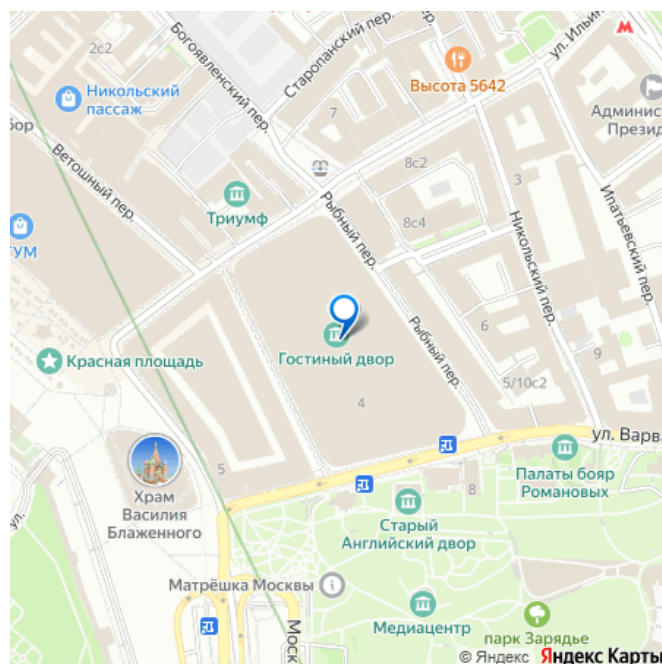 2с2
Богоявленский пер.
Старопанский пер.
ул. Ильин
Высота 5642
Никольский
пассаж
Админис
Презид
7
бор
Ветошный пер.
8с2
3
Ипатьевский пер.
Триумф
Рыбный пер.
8с4
Никольский пер.
ГУМ
Рыбный пер.
6
Гостиный двор
Красная площадь
9
5/10с2
4
ул. Варв
5
Палаты бояр
Романовых
8
Храм
Василия
Блаженного
ул.
Старый
Английский двор
Матрёшка Москвы
Медиацентр
Моск
парк Зарядье
© Яндекс Яндекс Карты